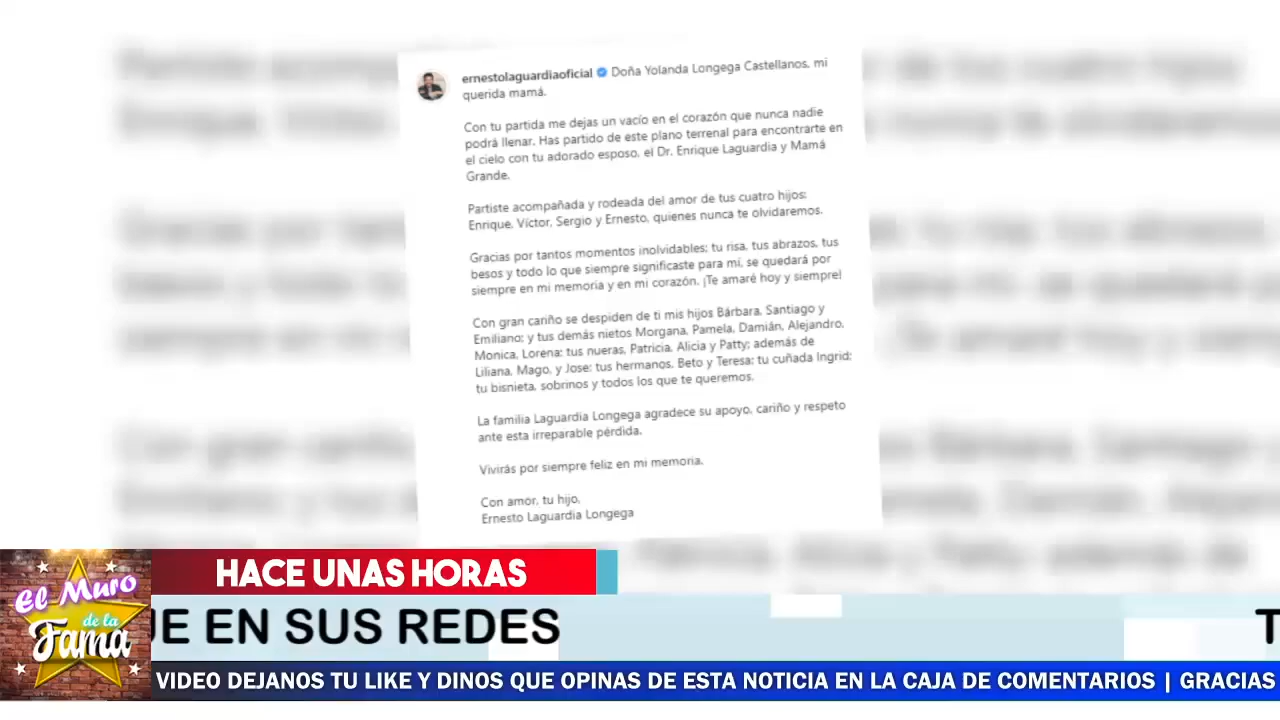 ernestolaguardiaoficial Doña Yolanda Longega Castellanos, mi
querida mamá.
Con tu partida me dejas un vacío en el corazón que nunca nadie
podrá llenar. Has partido de este plano terrenal para encontrarte en
el cielo con tu adorado esposo, el Dr. Enrique Laguardia y Mamá
Grande.
Partiste acompañada y rodeada del amor de tus cuatro hijos:
Enrique, Víctor, Sergio y Ernesto, quienes nunca te olvidaremos.
Gracias por tantos momentos inolvidables; tu risa, tus abrazos, tus
besos y todo lo que siempre significaste para mí, se quedará por
siempre en mi memoria y en mi corazón. ¡Te amaré hoy y siempre!
Con gran cariño se despiden de ti mis hijos Bárbara, Santiago y
Emiliano; y tus demás nietos Morgana, Pamela, Damián, Alejandro,
Monica, Lorena; tus nueras, Patricia, Alicia y Patty; además de
Liliana, Mago, y Jose; tus hermanos, Beto y Teresa; tu cuñada Ingrid;
tu bisnieta, sobrinos y todos los que te queremos.
La familia Laguardia Longega agradece su apoyo, cariño y respeto
ante esta irreparable pérdida.
Vivirás por siempre feliz en mi memoria.
Con amor, tu hijo,
Ernesto Laguardia Longega
El Muro
de la
Fama
HACE UNAS HORAS
UE EN SUS REDES T
VIDEO DEJANOS TU LIKE Y DINOS QUE OPINAS DE ESTA NOTICIA EN LA CAJA DE COMENTARIOS | GRACIAS